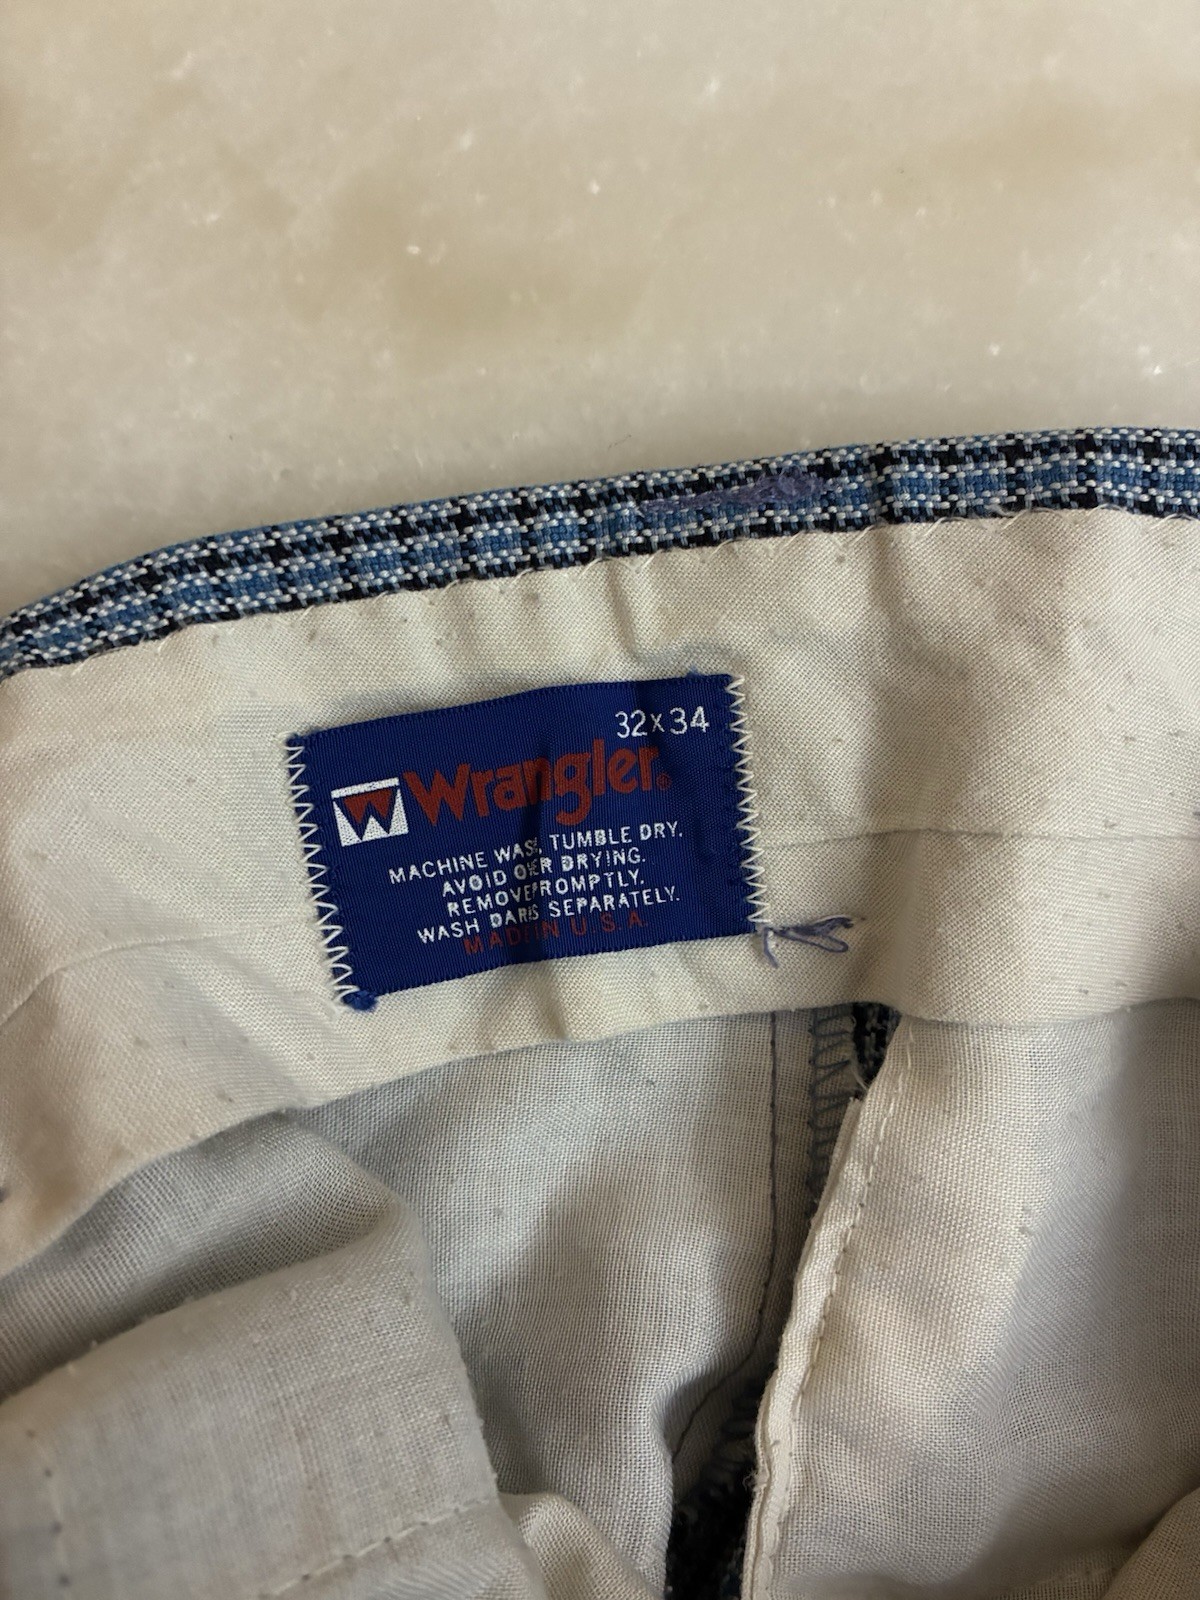 32x34
W Wrangler®
MACHINE WASH, TUMBLE DRY.
AVOID OVER DRYING.
REMOVE PROMPTLY.
WASH DARKS SEPARATELY.
MADE IN U.S.A.